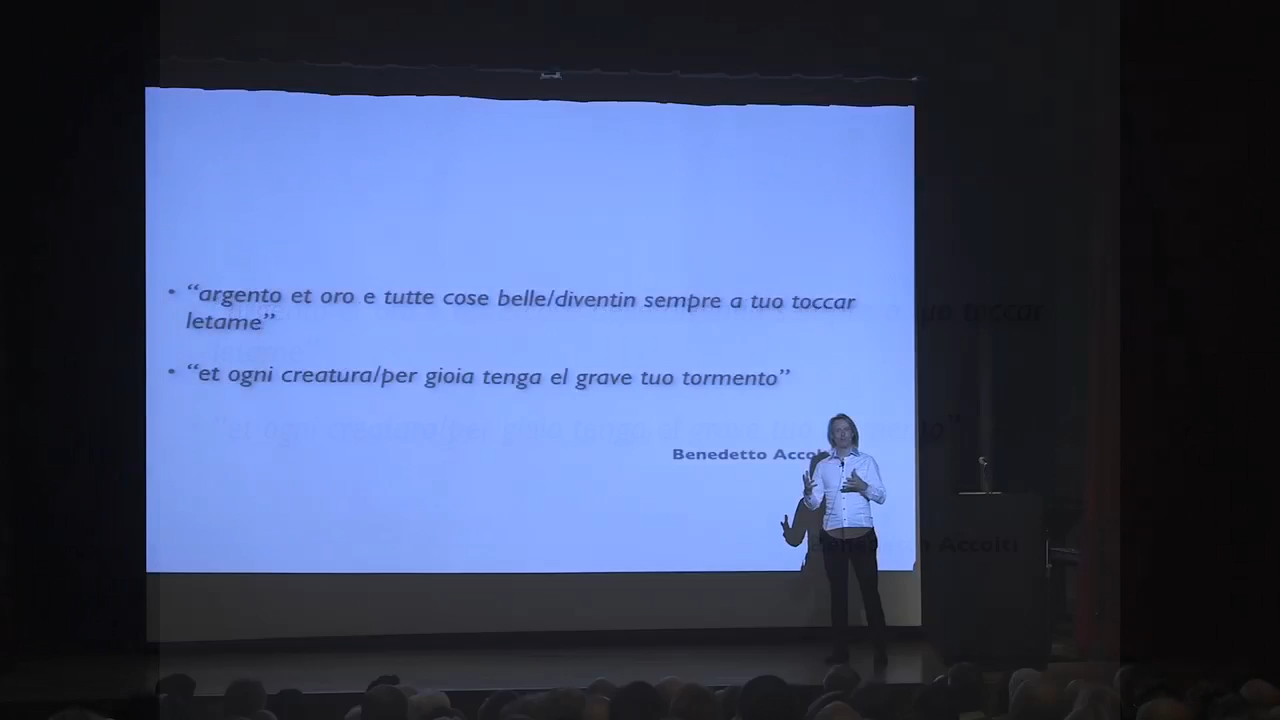 • “argento et oro e tutte cose belle/diventin sempre a tuo toccar
letame”
• “et ogni creatura/per gioia tenga el grave tuo tormento”
Benedetto Accolti